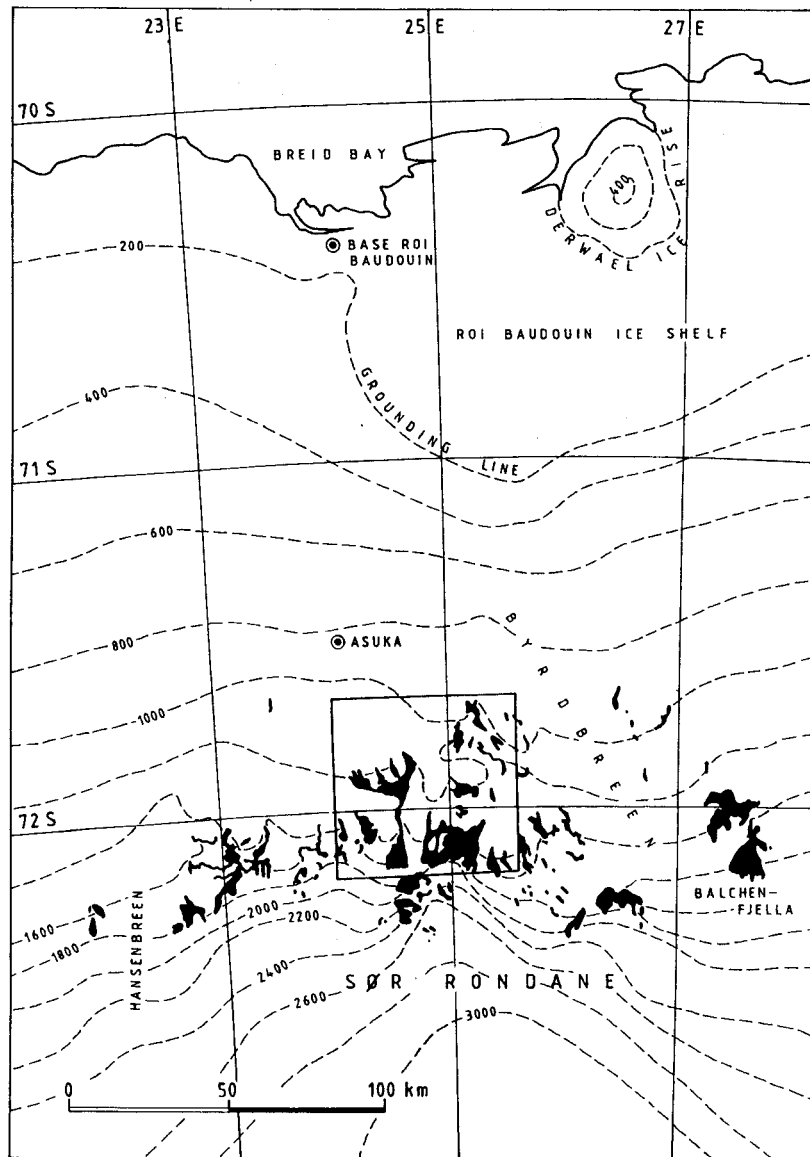 23 E
25 E
27 E
70 S
BREID BAY
400
DERWAEL ICE RISE
BASE ROI
BAUDOUIN
200
ROI BAUDOUIN ICE SHELF
GROUNDING LINE
400
71 S
600
BYRDBREEN
800
ASUKA
1000
72 S
BALCHEN-
FJELLA
HANSENBREEN
1600
1800
2000
2200
2400
2600
SØR RONDANE
3000
0
50
100 km